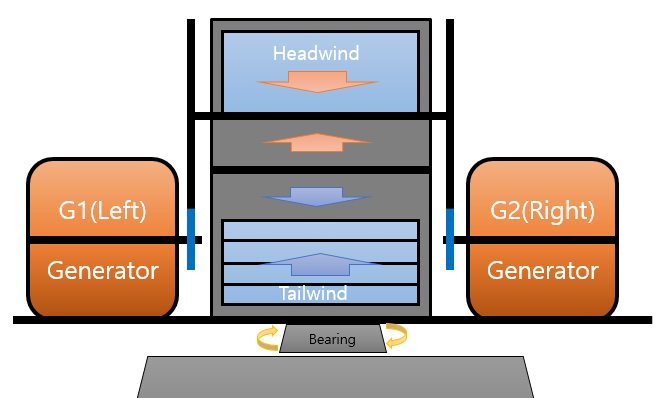 Headwind
G1(Left)
Generator
G2(Right)
Generator
Tailwind
Bearing